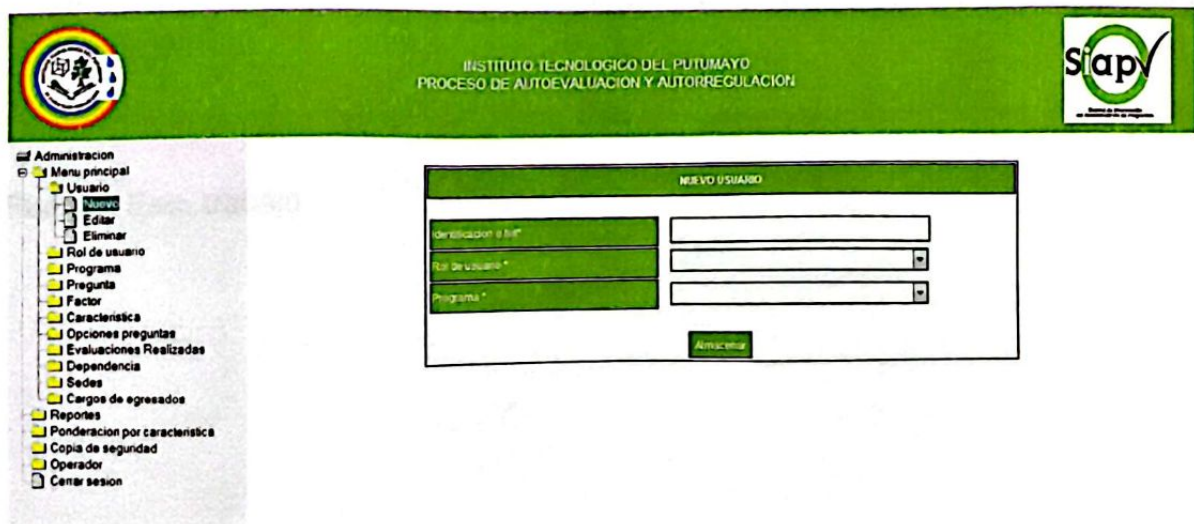 INSTITUTO TECNOLOGICO DEL PUTUMAYO
PROCESO DE AUTOEVALUACION Y AUTORREGULACION
Siap
Administracion
Menu principal
Usuario
Nuevo
Editar
Eliminar
Rol de usuario
Programa
Pregunta
Factor
Caracteristica
Opciones preguntas
Evaluaciones Realizadas
Dependencia
Sedes
Cargos de egresados
Reportes
Ponderacion por caracteristica
Copia de seguridad
Operador
Cerrar sesion
NUEVO USUARIO
Identificacion o Nit*
Rol de usuario *
Programa *
Almacenar